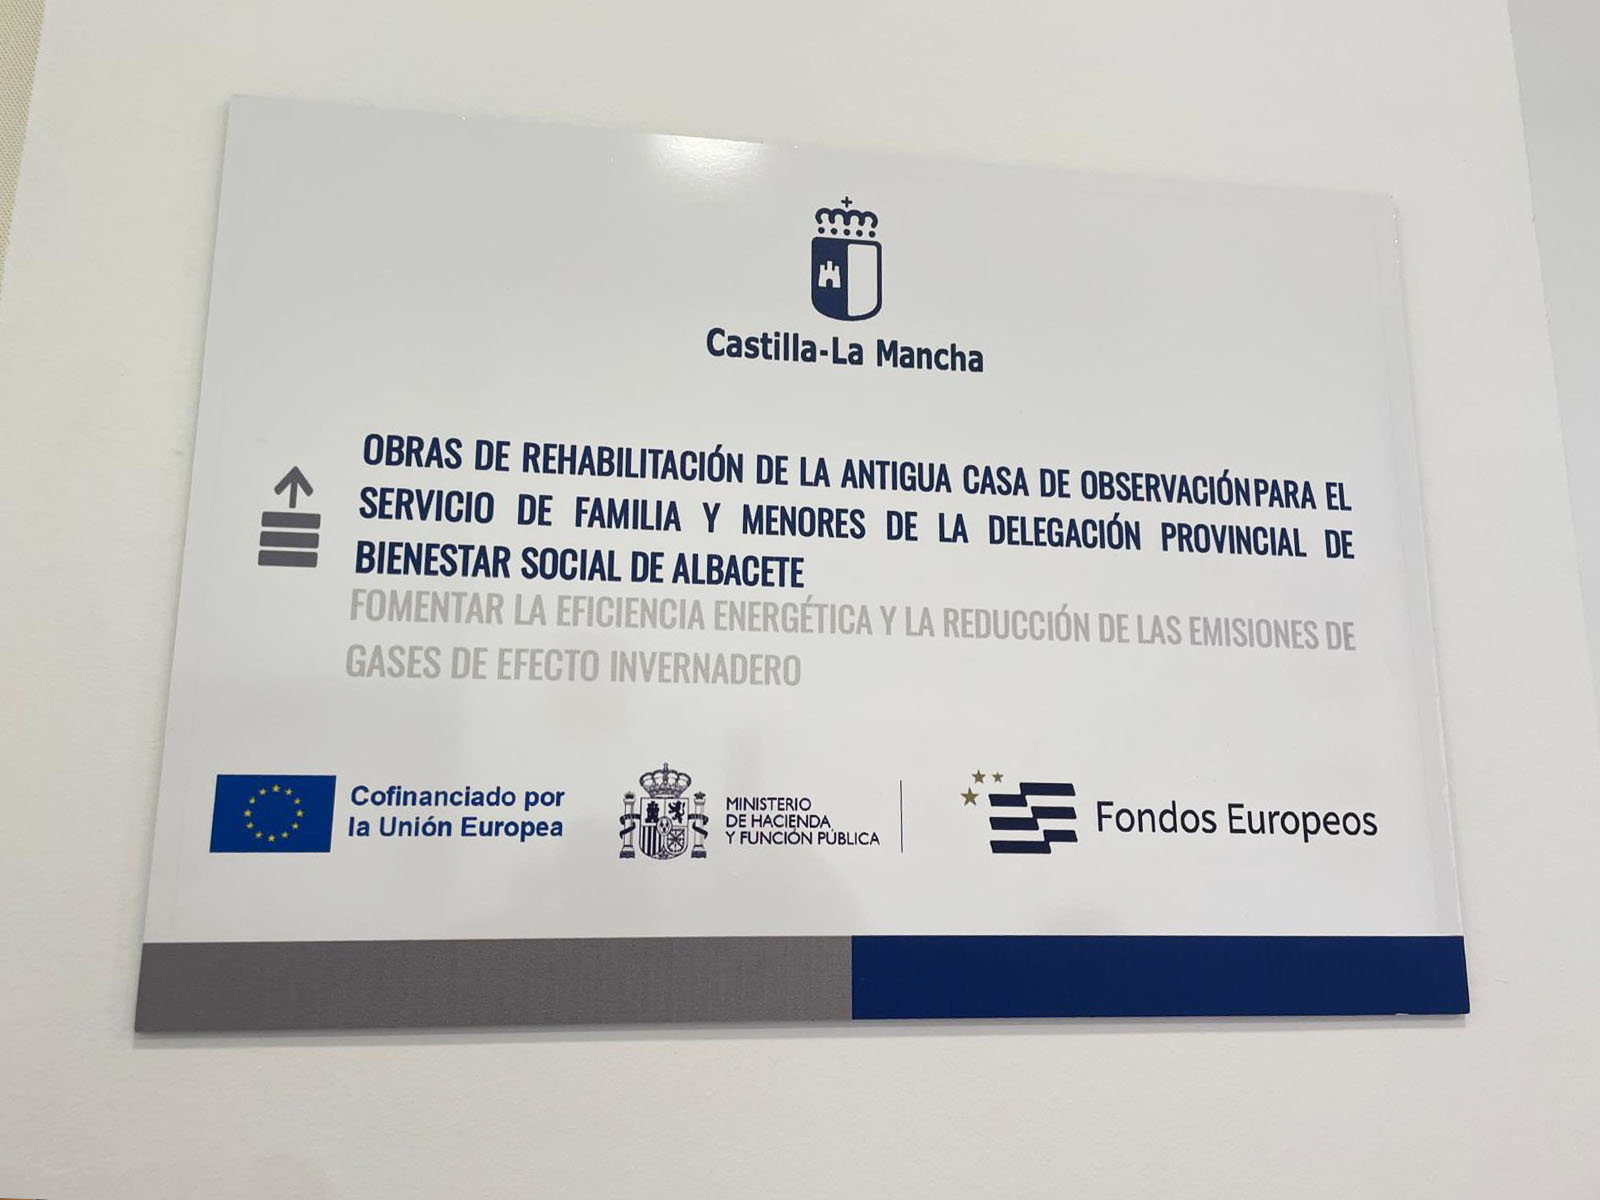 Castilla-La Mancha
OBRAS DE REHABILITACIÓN DE LA ANTIGUA CASA DE OBSERVACIÓNPARA EL
SERVICIO DE FAMILIA Y MENORES DE LA DELEGACIÓN PROVINCIAL DE
BIENESTAR SOCIAL DE ALBACETE
FOMENTAR LA EFICIENCIA ENERGÉTICA Y LA REDUCCIÓN DE LAS EMISIONES DE
GASES DE EFECTO INVERNADERO
Cofinanciado por
la Unión Europea
MINISTERIO
DE HACIENDA
Y FUNCIÓN PÚBLICA
Fondos Europeos